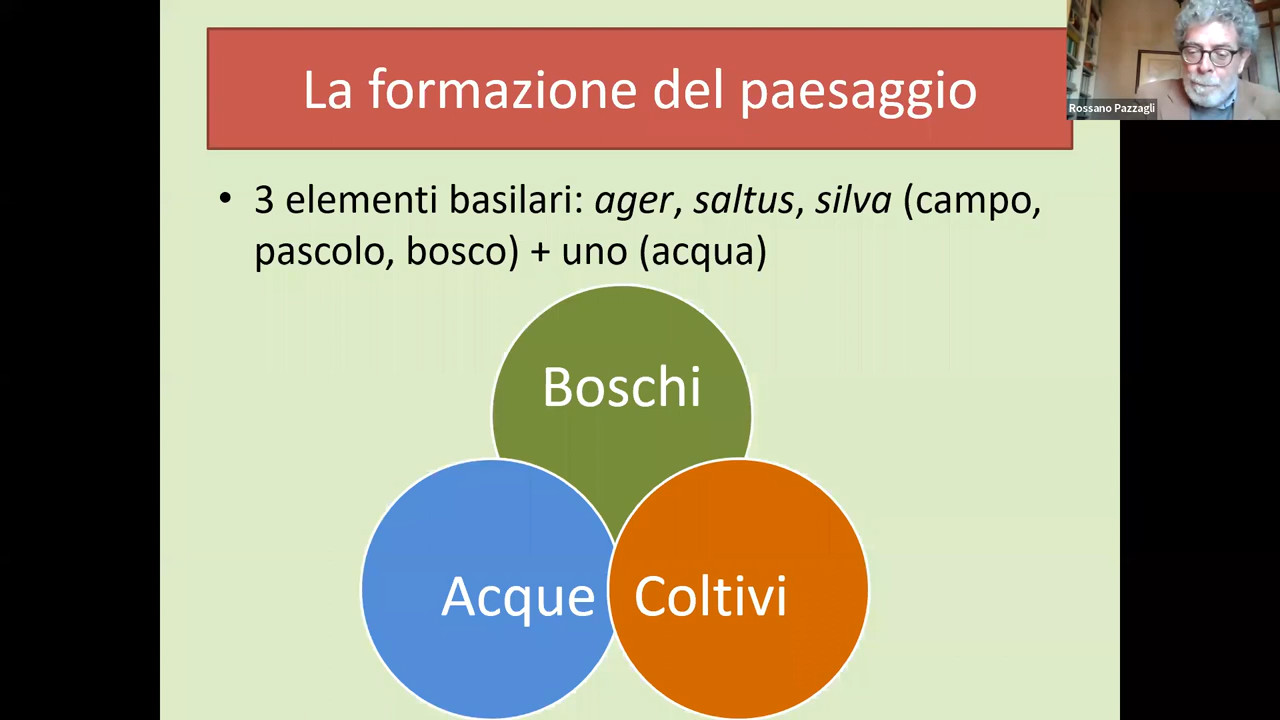 La formazione del paesaggio
Rossano Pazzagli
• 3 elementi basilari: ager, saltus, silva (campo,
pascolo, bosco) + uno (acqua)
Boschi
Acque
Coltivi